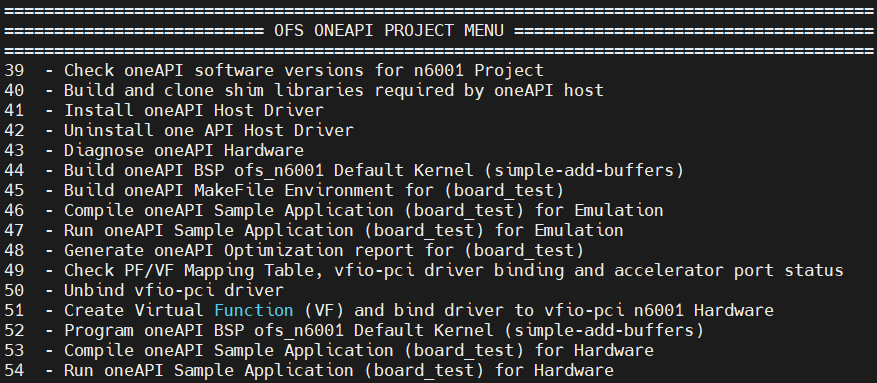 =======================================================================================
========================== OFS ONEAPI PROJECT MENU ====================================
=======================================================================================
39  - Check oneAPI software versions for n6001 Project
40  - Build and clone shim libraries required by oneAPI host
41  - Install oneAPI Host Driver
42  - Uninstall one API Host Driver
43  - Diagnose oneAPI Hardware
44  - Build oneAPI BSP ofs_n6001 Default Kernel (simple-add-buffers)
45  - Build oneAPI MakeFile Environment for (board_test)
46  - Compile oneAPI Sample Application (board_test) for Emulation
47  - Run oneAPI Sample Application (board_test) for Emulation
48  - Generate oneAPI Optimization report for (board_test)
49  - Check PF/VF Mapping Table, vfio-pci driver binding and accelerator port status
50  - Unbind vfio-pci driver
51  - Create Virtual Function (VF) and bind driver to vfio-pci n6001 Hardware
52  - Program oneAPI BSP ofs_n6001 Default Kernel (simple-add-buffers)
53  - Compile oneAPI Sample Application (board_test) for Hardware
54  - Run oneAPI Sample Application (board_test) for Hardware